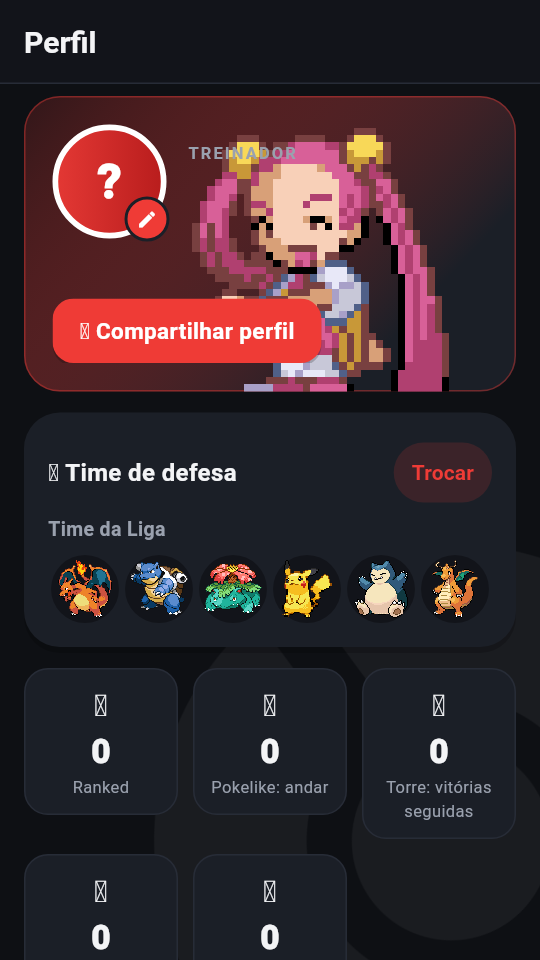 Perfil
TREINADOR
?
Compartilhar perfil
Time de defesa
Trocar
Time da Liga
0
Ranked
0
Pokelike: andar
0
Torre: vitórias
seguidas
0
0